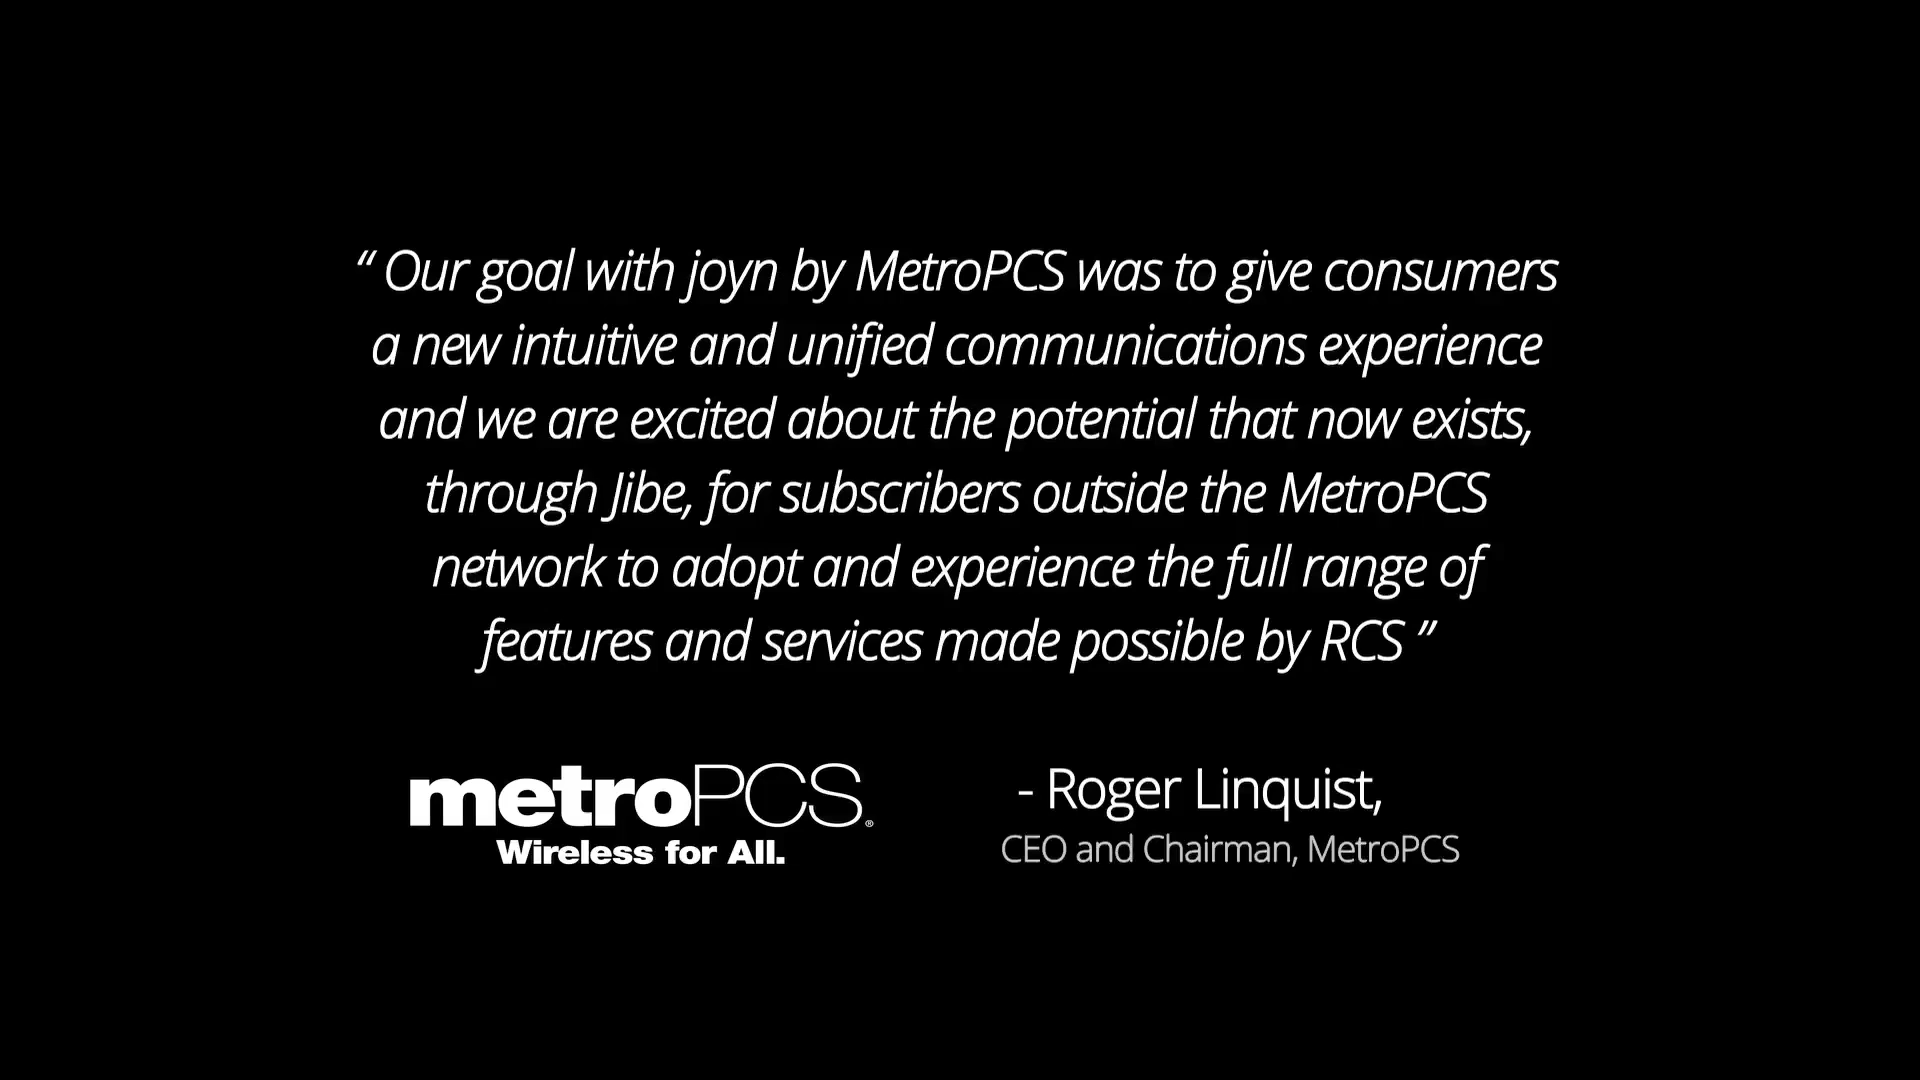 “ Our goal with joyn by MetroPCS was to give consumers
a new intuitive and unified communications experience
and we are excited about the potential that now exists,
through Jibe, for subscribers outside the MetroPCS
network to adopt and experience the full range of
features and services made possible by RCS ”
metroPCS®
Wireless for All.
- Roger Linquist,
CEO and Chairman, MetroPCS